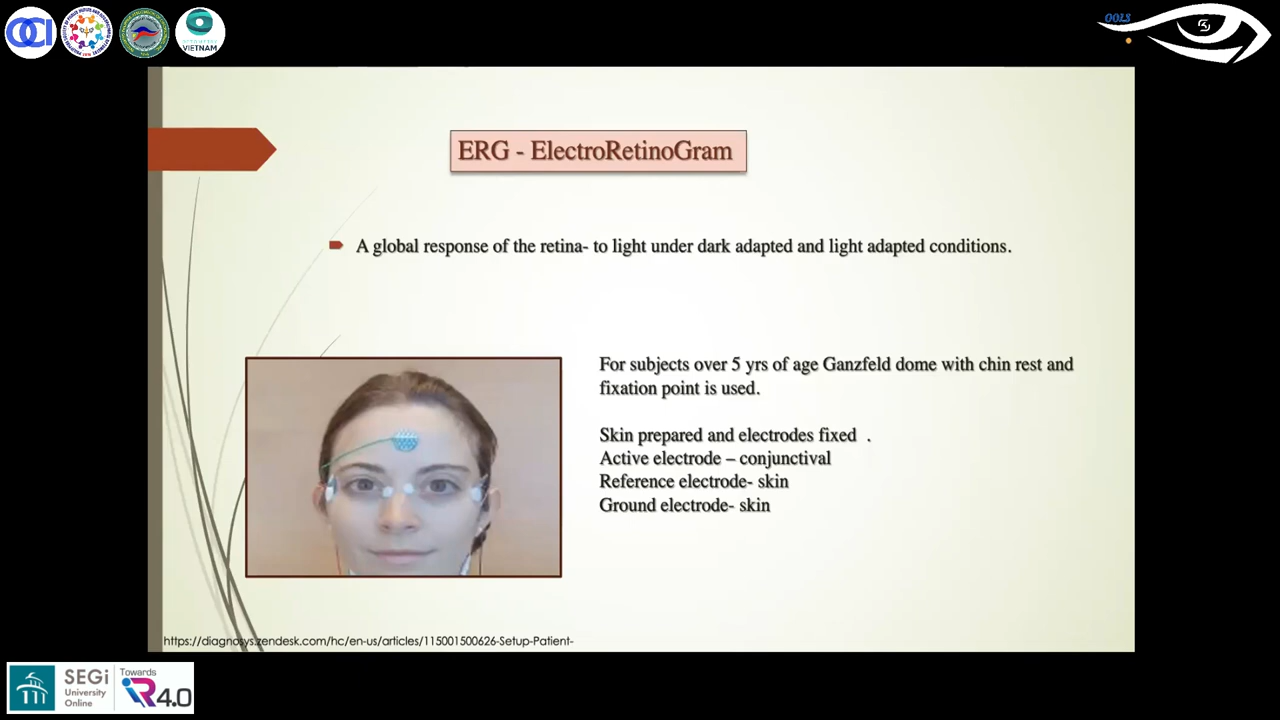 OCI
VIETNAM
OOLS
ERG - ElectroRetinoGram
A global response of the retina- to light under dark adapted and light adapted conditions.
For subjects over 5 yrs of age Ganzfeld dome with chin rest and
fixation point is used.
Skin prepared and electrodes fixed .
Active electrode – conjunctival
Reference electrode- skin
Ground electrode- skin
https://diagnosys.zendesk.com/hc/en-us/articles/115001500626-Setup-Patient-
SEGi
University
Online
Towards
iR4.0